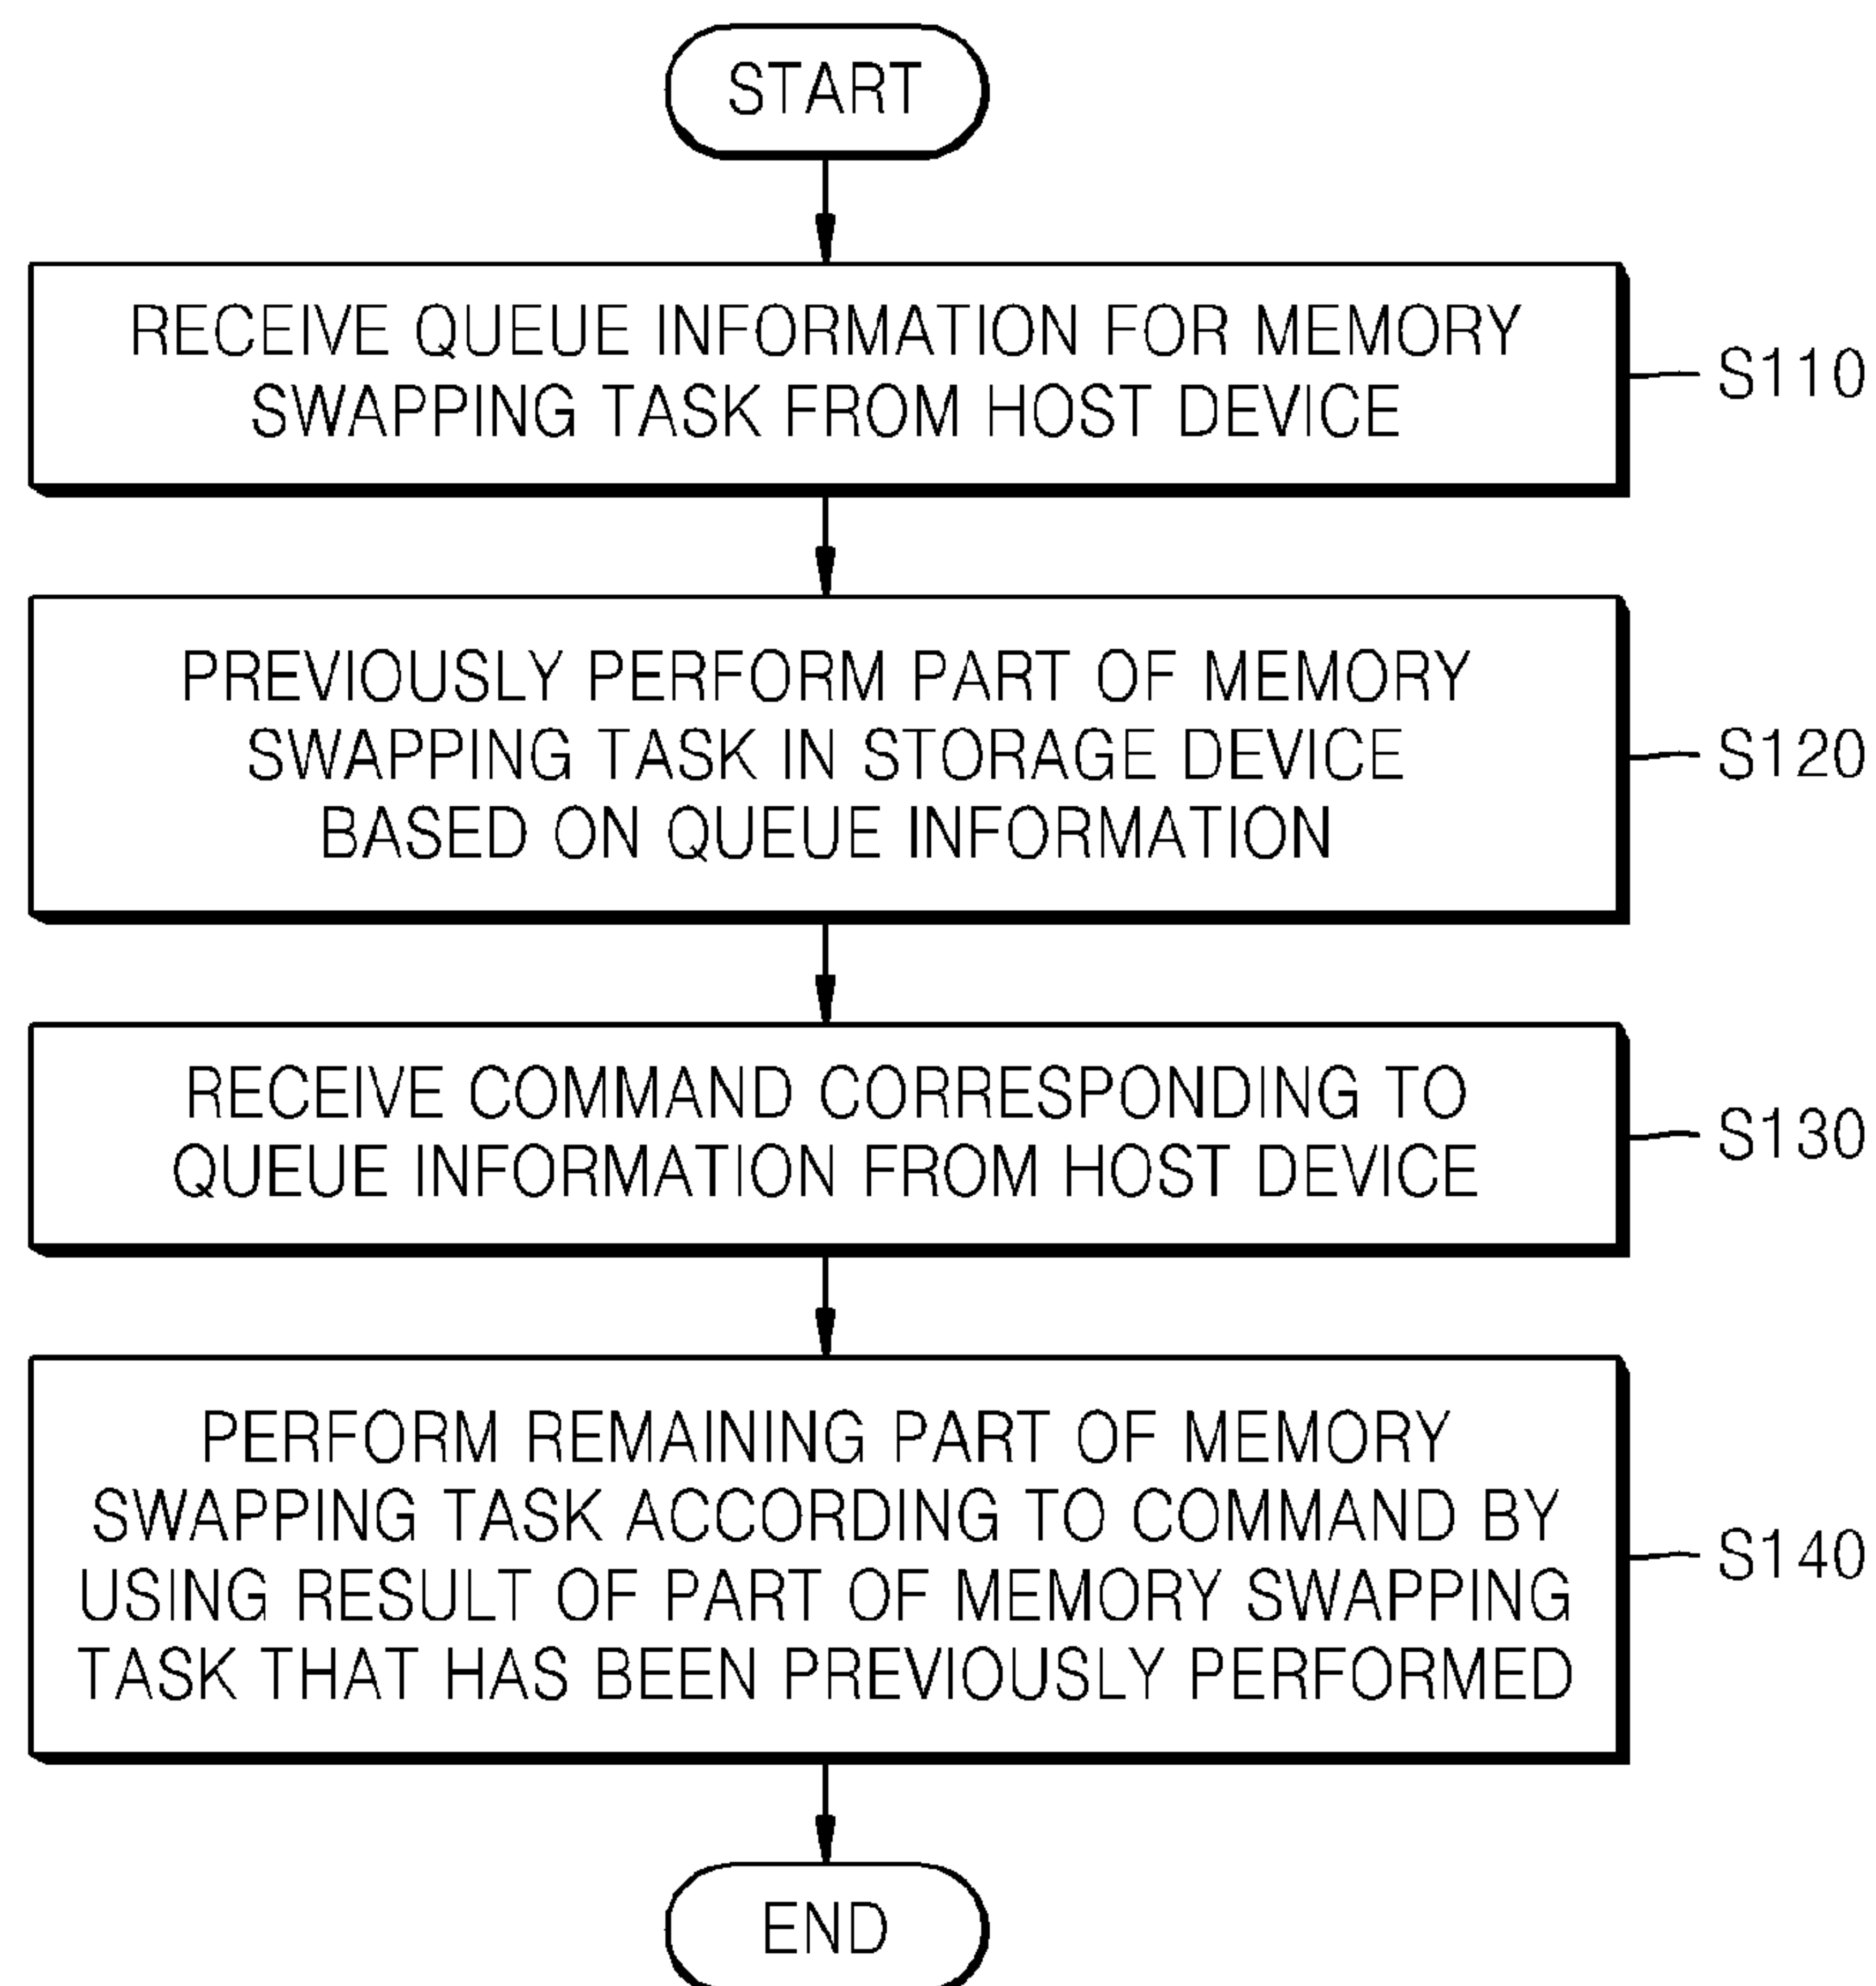 START
RECEIVE QUEUE INFORMATION FOR MEMORY
SWAPPING TASK FROM HOST DEVICE
S110
PREVIOUSLY PERFORM PART OF MEMORY
SWAPPING TASK IN STORAGE DEVICE
BASED ON QUEUE INFORMATION
S120
RECEIVE COMMAND CORRESPONDING TO
QUEUE INFORMATION FROM HOST DEVICE
S130
PERFORM REMAINING PART OF MEMORY
SWAPPING TASK ACCORDING TO COMMAND BY
USING RESULT OF PART OF MEMORY SWAPPING
TASK THAT HAS BEEN PREVIOUSLY PERFORMED
S140
END